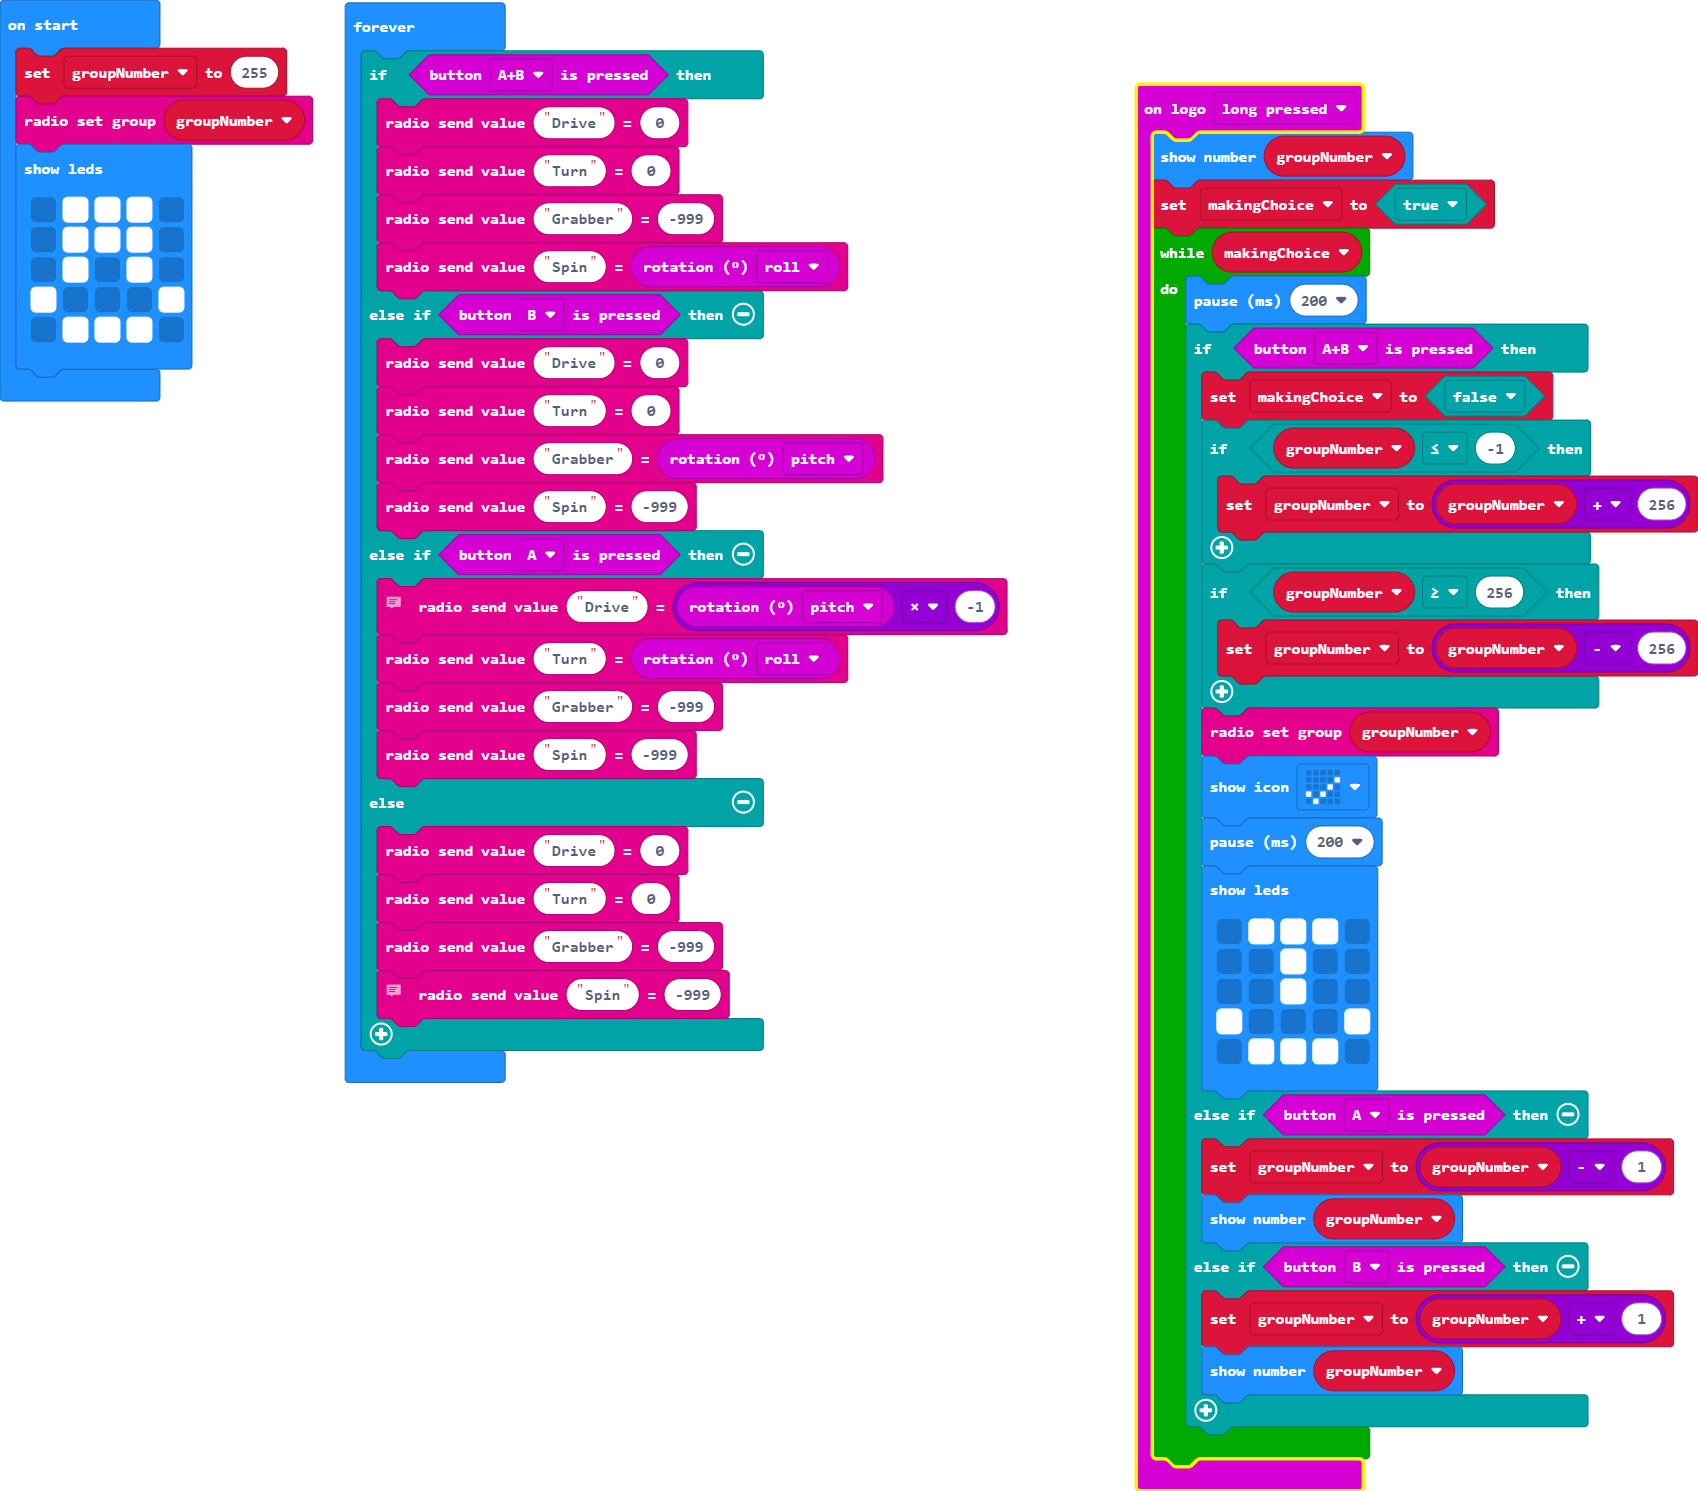 on start
set groupNumber to 255
radio set group groupNumber
show leds
forever
if button A+B is pressed then
radio send value "Drive" = 0
radio send value "Turn" = 0
radio send value "Grabber" = -999
radio send value "Spin" = rotation (º) roll
else if button B is pressed then
radio send value "Drive" = 0
radio send value "Turn" = 0
radio send value "Grabber" = rotation (º) pitch
radio send value "Spin" = -999
else if button A is pressed then
radio send value "Drive" = rotation (º) pitch × -1
radio send value "Turn" = rotation (º) roll
radio send value "Grabber" = -999
radio send value "Spin" = -999
else
radio send value "Drive" = 0
radio send value "Turn" = 0
radio send value "Grabber" = -999
radio send value "Spin" = -999
on logo long pressed
show number groupNumber
set makingChoice to true
while makingChoice
do
pause (ms) 200
if button A+B is pressed then
set makingChoice to false
if groupNumber ≤ -1 then
set groupNumber to groupNumber + 256
if groupNumber ≥ 256 then
set groupNumber to groupNumber - 256
radio set group groupNumber
show icon
pause (ms) 200
show leds
else if button A is pressed then
set groupNumber to groupNumber - 1
show number groupNumber
else if button B is pressed then
set groupNumber to groupNumber + 1
show number groupNumber